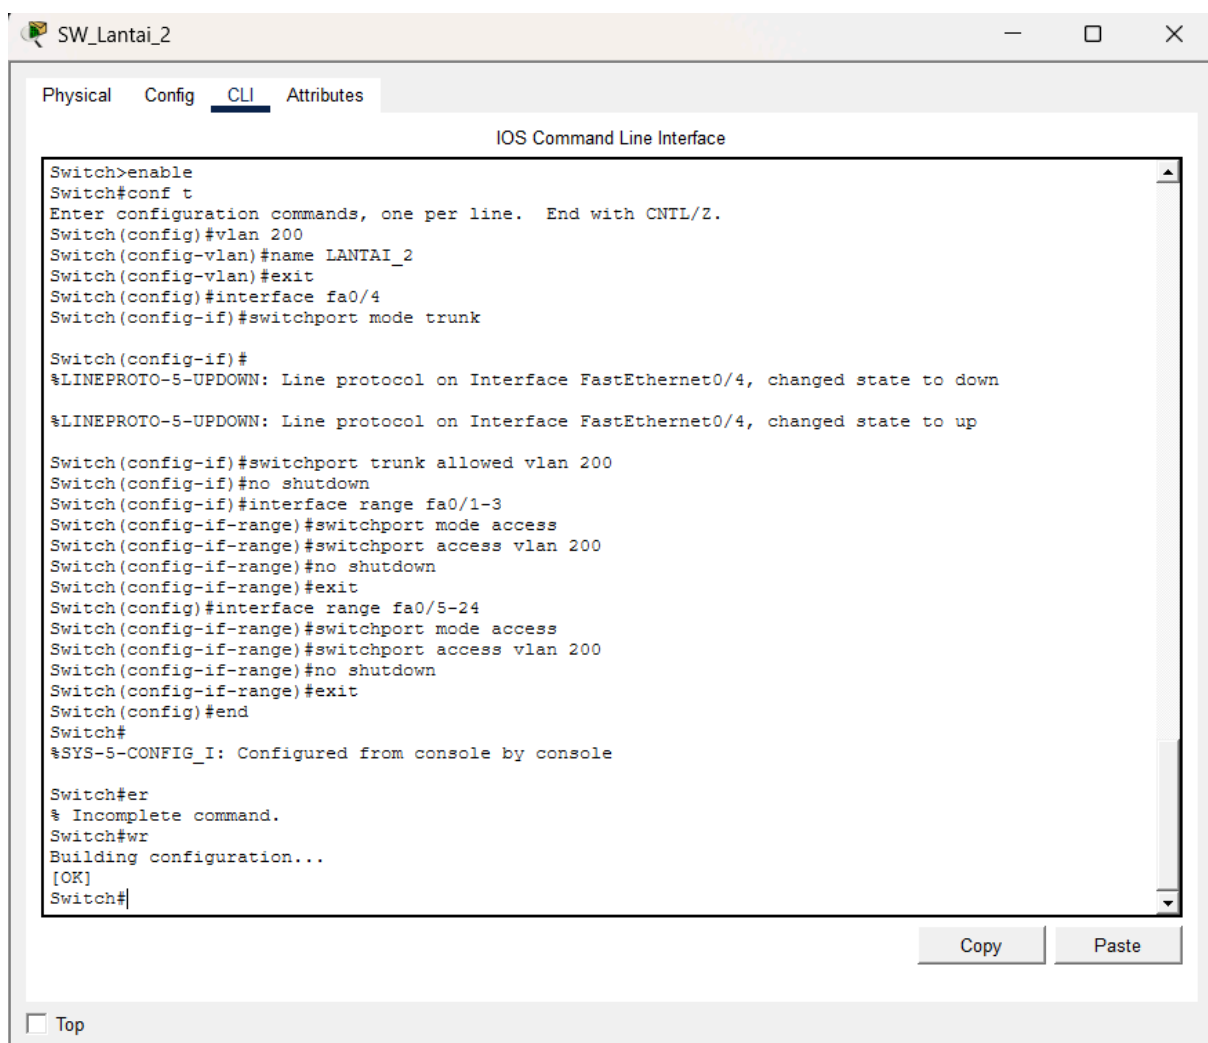 SW_Lantai_2
Physical Config CLI Attributes
IOS Command Line Interface
Switch>enable
Switch#conf t
Enter configuration commands, one per line.  End with CNTL/Z.
Switch(config)#vlan 200
Switch(config-vlan)#name LANTAI_2
Switch(config-vlan)#exit
Switch(config)#interface fa0/4
Switch(config-if)#switchport mode trunk
Switch(config-if)#
%LINEPROTO-5-UPDOWN: Line protocol on Interface FastEthernet0/4, changed state to down
%LINEPROTO-5-UPDOWN: Line protocol on Interface FastEthernet0/4, changed state to up
Switch(config-if)#switchport trunk allowed vlan 200
Switch(config-if)#no shutdown
Switch(config-if)#interface range fa0/1-3
Switch(config-if-range)#switchport mode access
Switch(config-if-range)#switchport access vlan 200
Switch(config-if-range)#no shutdown
Switch(config-if-range)#exit
Switch(config)#interface range fa0/5-24
Switch(config-if-range)#switchport mode access
Switch(config-if-range)#switchport access vlan 200
Switch(config-if-range)#no shutdown
Switch(config-if-range)#exit
Switch(config)#end
Switch#
%SYS-5-CONFIG_I: Configured from console by console
Switch#er
% Incomplete command.
Switch#wr
Building configuration...
[OK]
Switch#
Copy Paste
Top